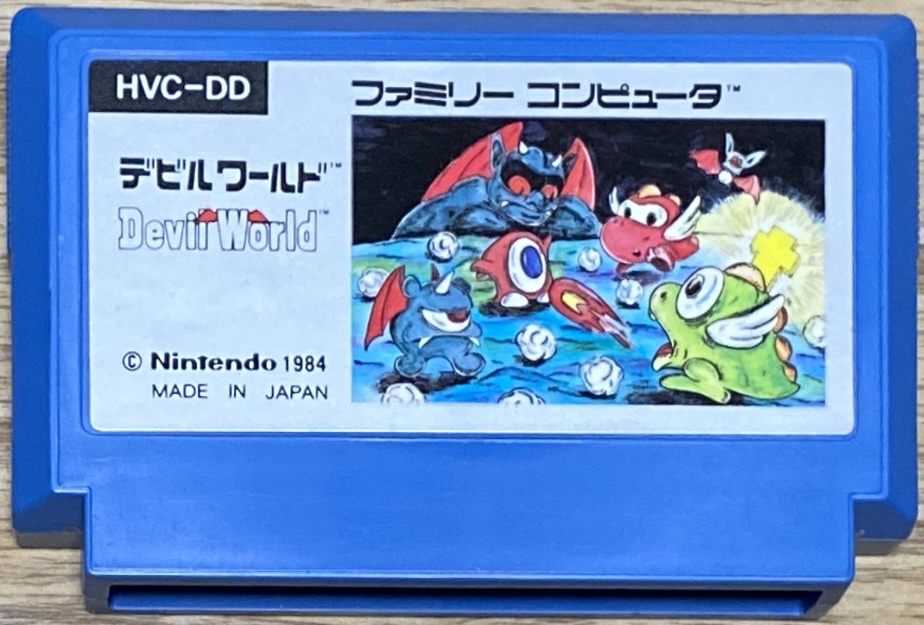 HVC-DD
ファミリー コンピュータ™
デビルワールド™
Devil World™
© Nintendo 1984
MADE IN JAPAN